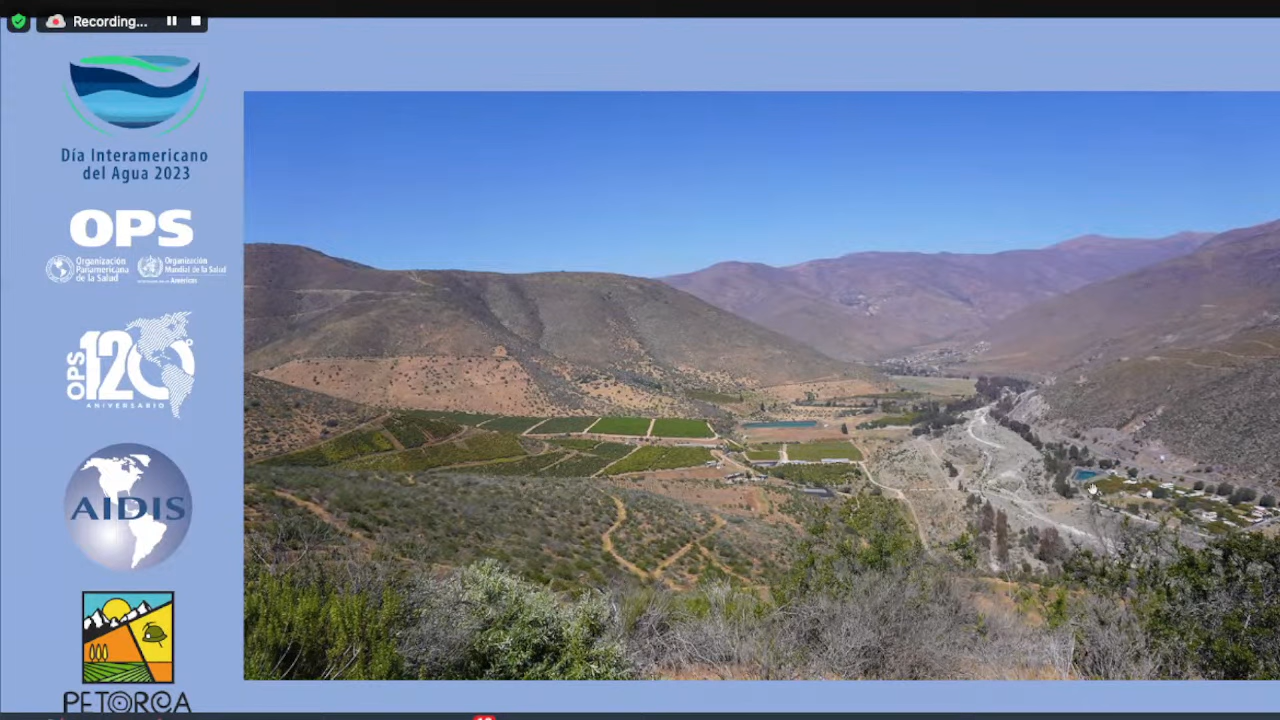 Recording...
Día Interamericano
del Agua 2023
OPS
Organización
Panamericana
de la Salud
Organización
Mundial de la Salud
Américas
OPS
120
ANIVERSARIO
AIDIS
PETORCA